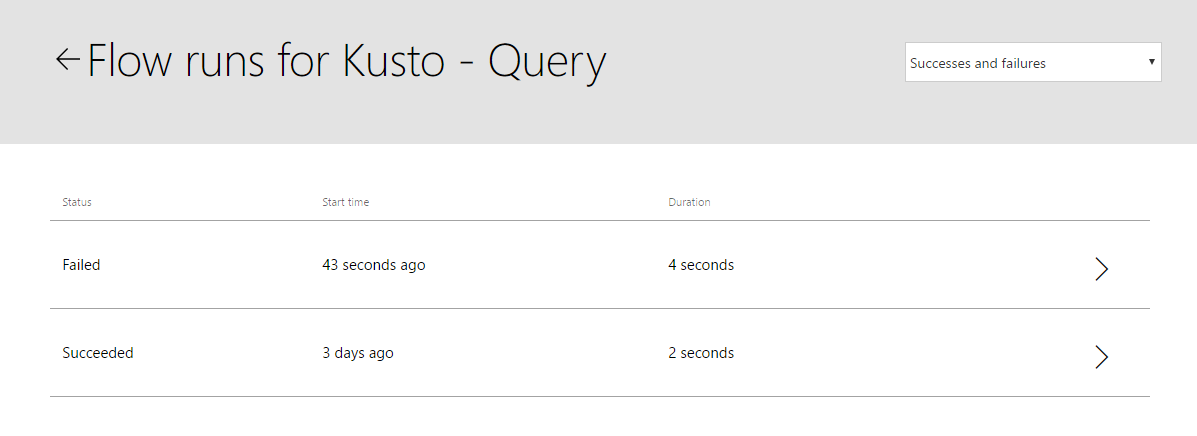 Flow runs for Kusto - Query
Successes and failures
Status Start time Duration
Failed 43 seconds ago 4 seconds
Succeeded 3 days ago 2 seconds